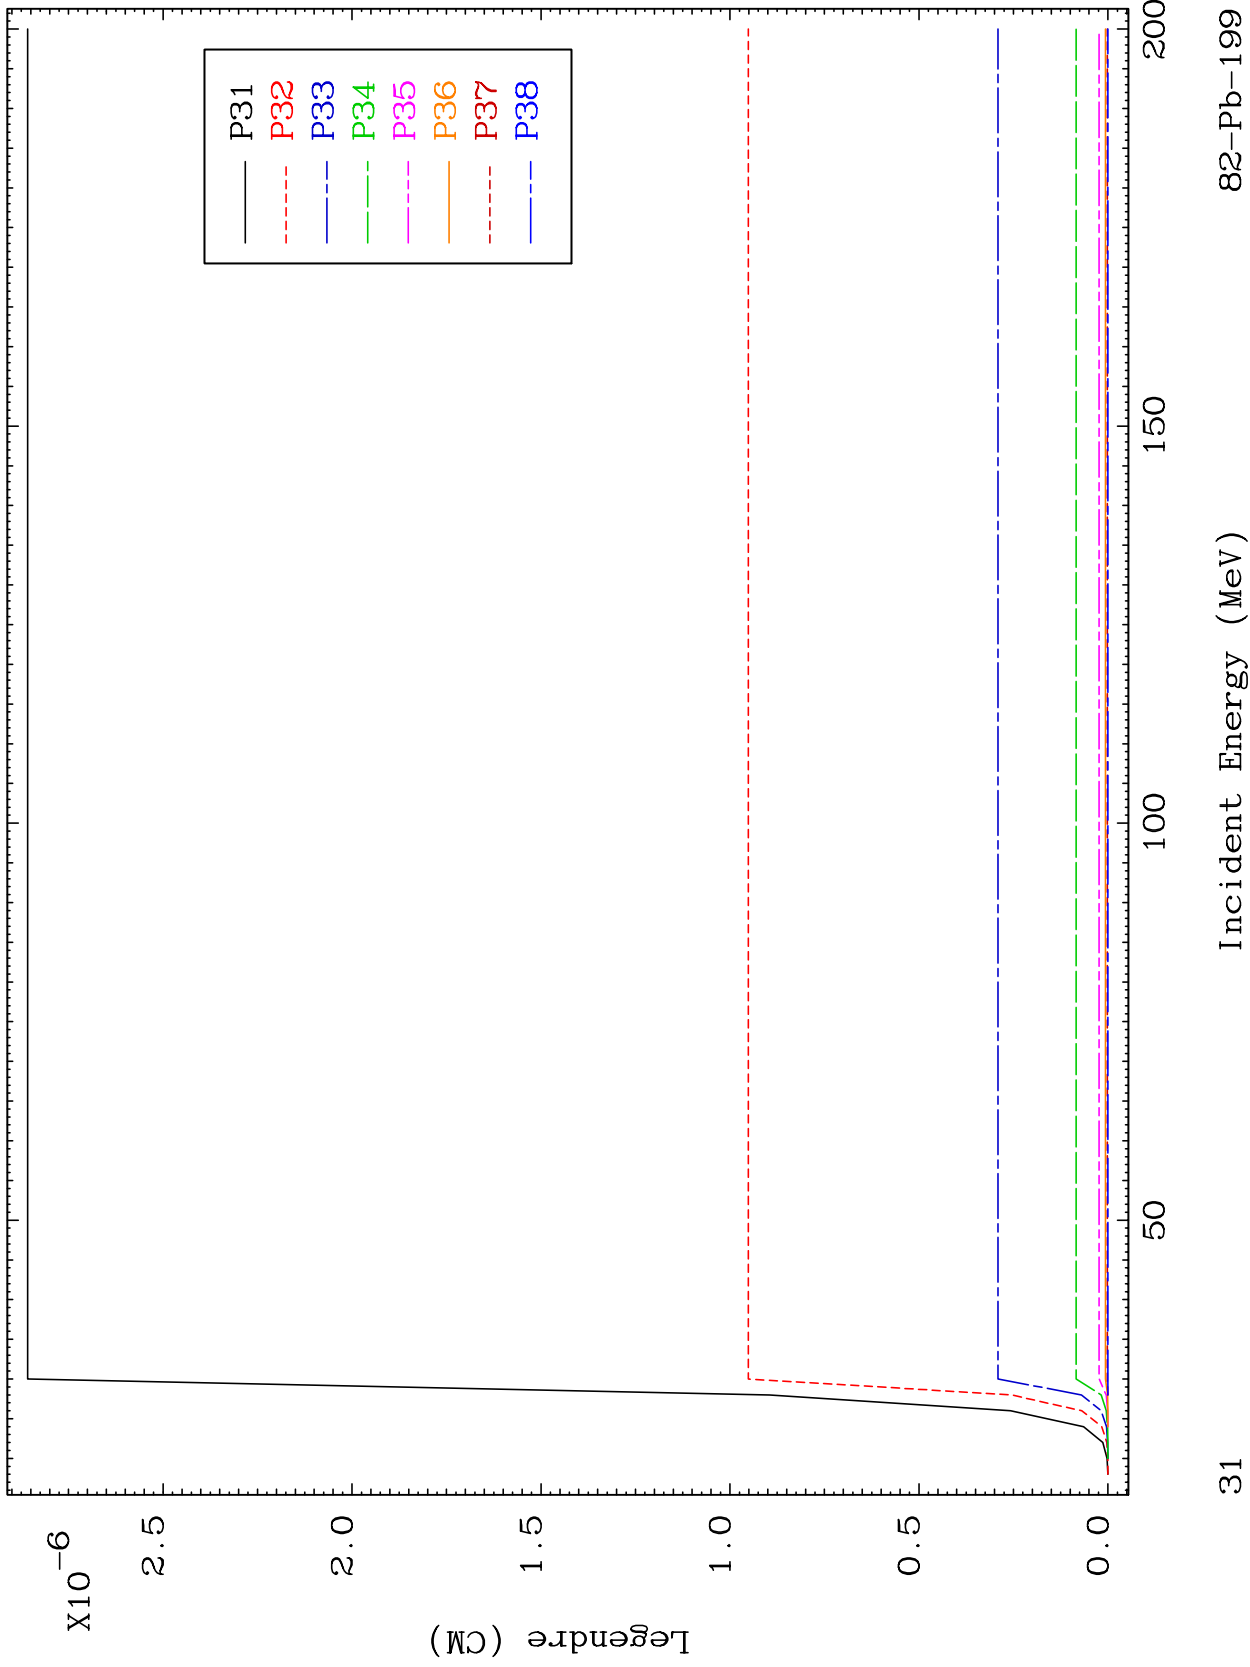 X10-6
2.5
2.0
1.5
1.0
0.5
0.0
Legendre (CM)
P31
P32
P33
P34
P35
P36
P37
P38
50
100
150
200
31
Incident Energy (MeV)
82-Pb-199